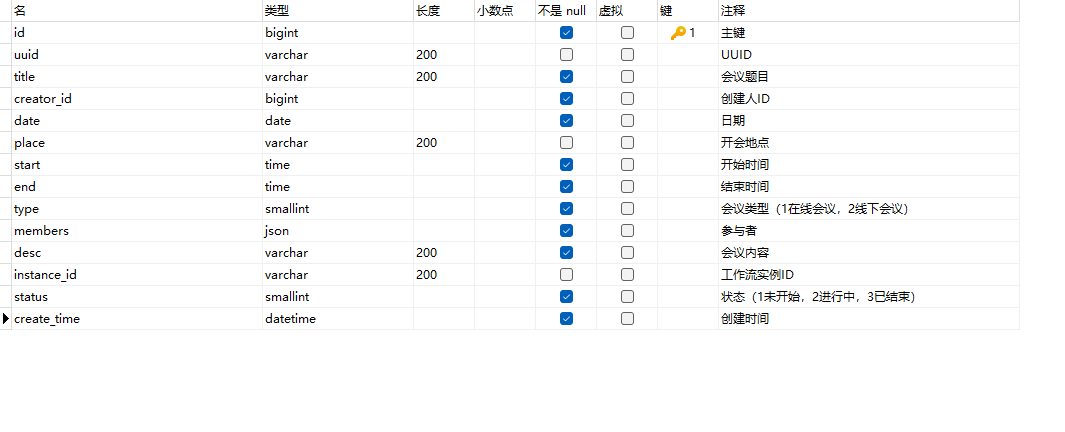 名 类型 长度 小数点 不是 null 虚拟 键 注释
id bigint 1 主键
uuid varchar 200 UUID
title varchar 200 会议题目
creator_id bigint 创建人ID
date date 日期
place varchar 200 开会地点
start time 开始时间
end time 结束时间
type smallint 会议类型（1在线会议，2线下会议）
members json 参与者
desc varchar 200 会议内容
instance_id varchar 200 工作流实例ID
status smallint 状态（1未开始，2进行中，3已结束）
create_time datetime 创建时间